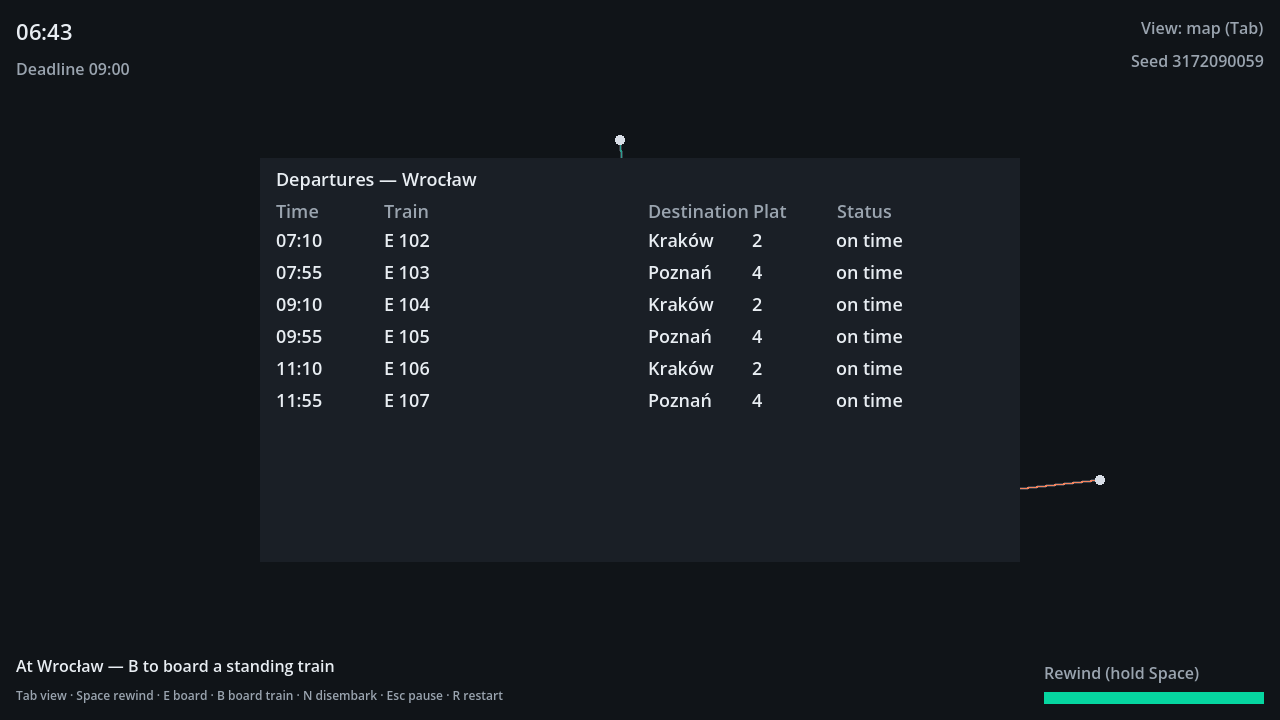 06:43
Deadline 09:00
View: map (Tab)
Seed 3172090059
Departures — Wrocław
Time Train Destination Plat Status
07:10 E 102 Kraków 2 on time
07:55 E 103 Poznań 4 on time
09:10 E 104 Kraków 2 on time
09:55 E 105 Poznań 4 on time
11:10 E 106 Kraków 2 on time
11:55 E 107 Poznań 4 on time
At Wrocław — B to board a standing train
Tab view · Space rewind · E board · B board train · N disembark · Esc pause · R restart
Rewind (hold Space)